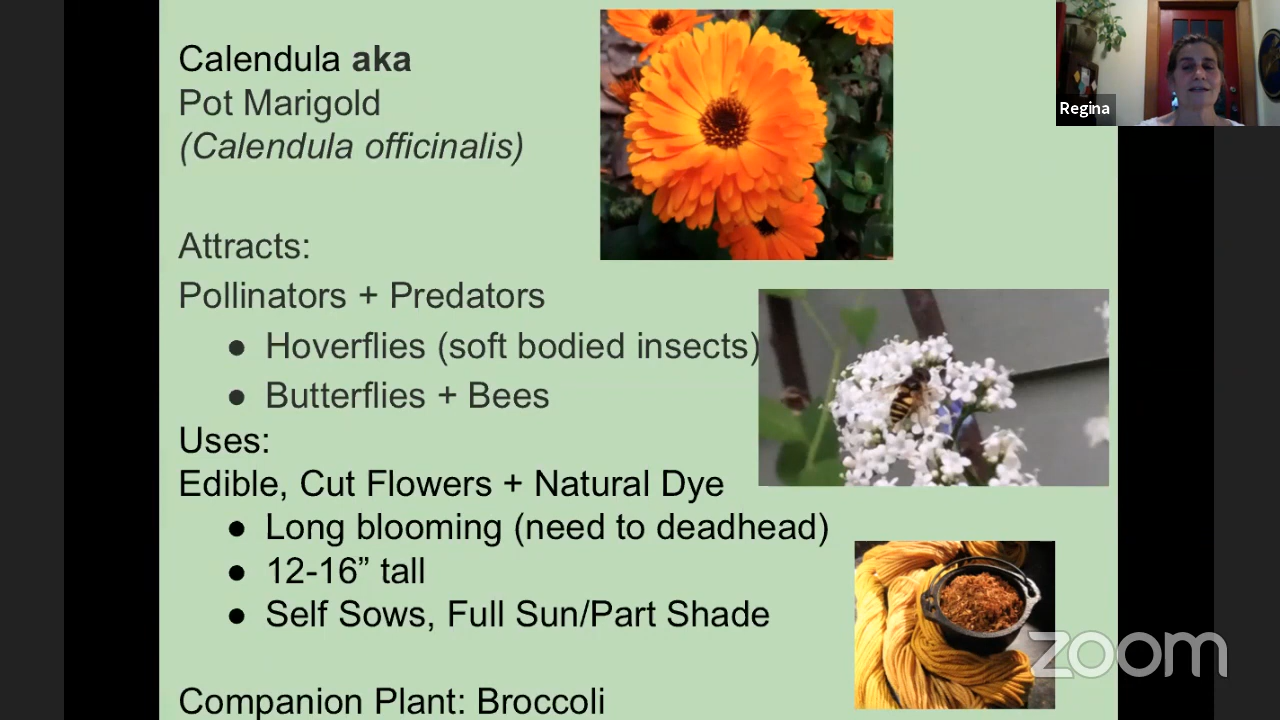 Calendula aka
Pot Marigold
(Calendula officinalis)
Attracts:
Pollinators + Predators
● Hoverflies (soft bodied insects)
● Butterflies + Bees
Uses:
Edible, Cut Flowers + Natural Dye
● Long blooming (need to deadhead)
● 12-16” tall
● Self Sows, Full Sun/Part Shade
Companion Plant: Broccoli
Regina
zoom